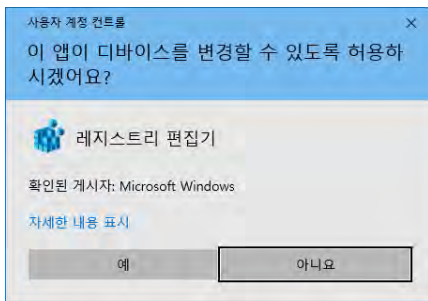 사용자 계정 컨트롤
이 앱이 디바이스를 변경할 수 있도록 허용하
시겠어요?
레지스트리 편집기
확인된 게시자: Microsoft Windows
자세한 내용 표시
예
아니요